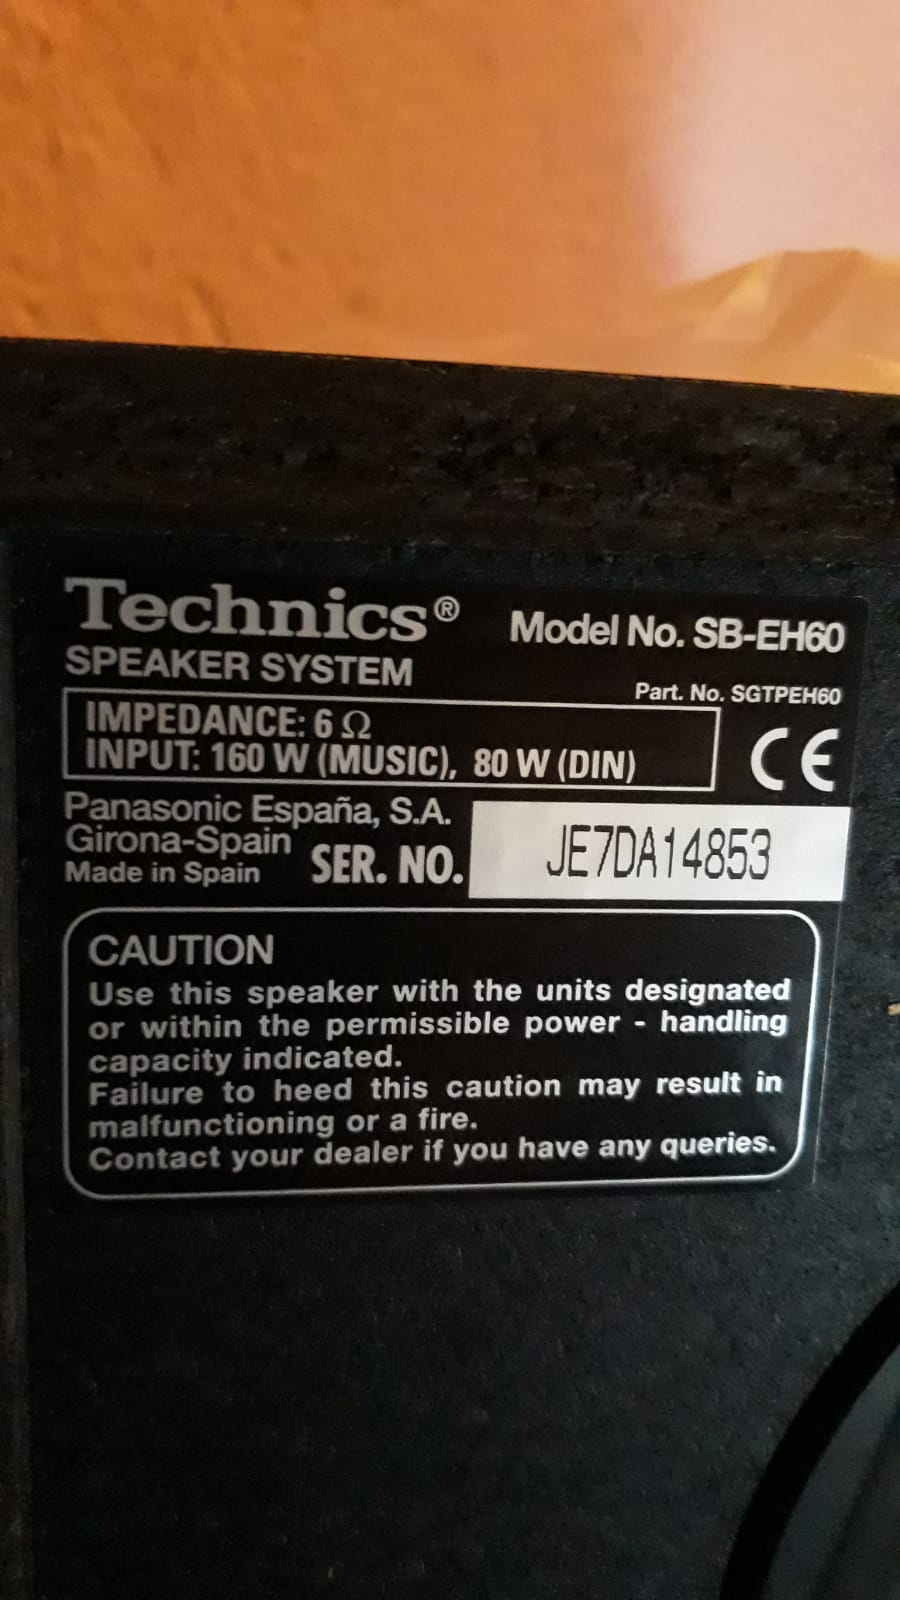 Technics®
Model No. SB-EH60
SPEAKER SYSTEM
Part. No. SGTPEH60
IMPEDANCE: 6 Ω
INPUT: 160 W (MUSIC), 80 W (DIN)
CE
Panasonic España, S.A.
Girona-Spain
Made in Spain
SER. NO.
JE7DA14853
CAUTION
Use this speaker with the units designated
or within the permissible power - handling
capacity indicated.
Failure to heed this caution may result in
malfunctioning or a fire.
Contact your dealer if you have any queries.